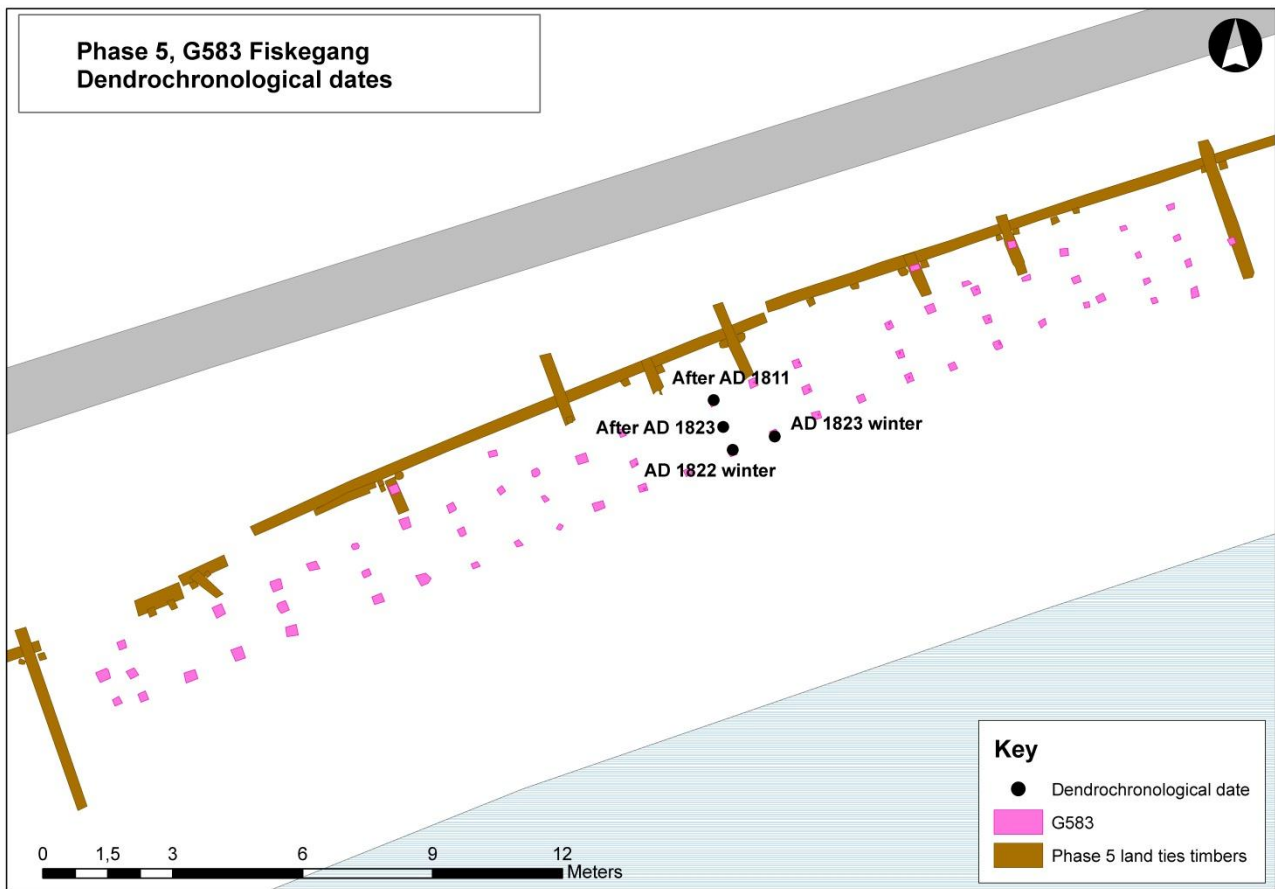 Phase 5, G583 Fiskegang
Dendrochronological dates
After AD 1811
After AD 1823
AD 1823 winter
AD 1822 winter
Key
Dendrochronological date
G583
Phase 5 land ties timbers
0 1,5 3 6 9 12
Meters